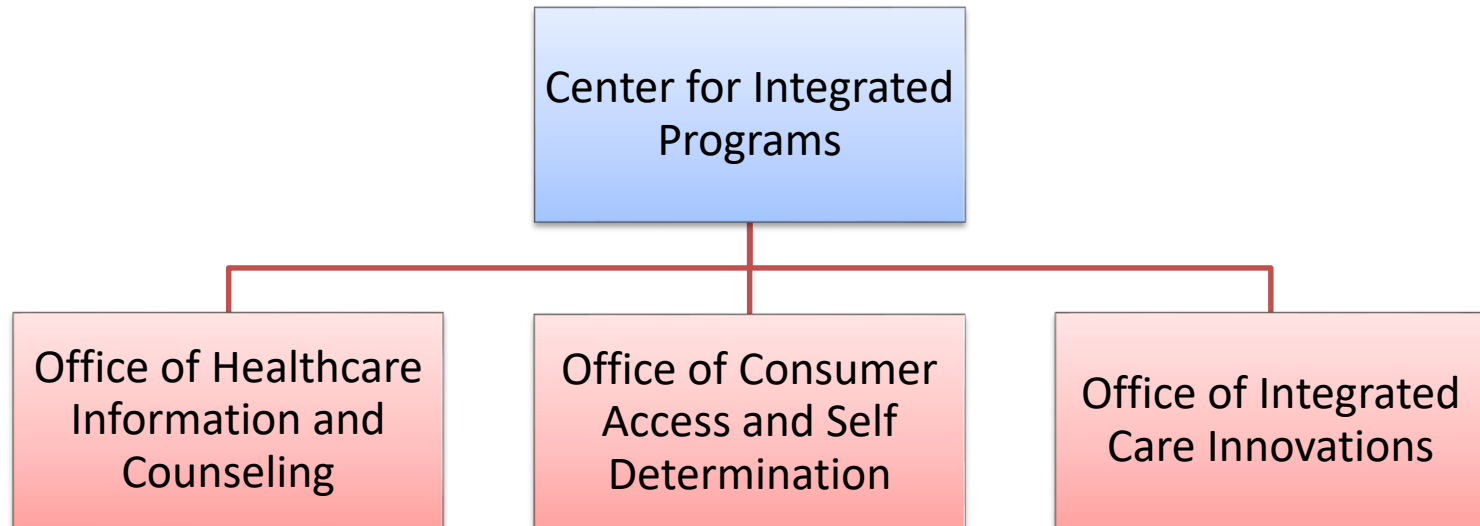 Center for Integrated
Programs
Office of Healthcare
Information and
Counseling
Office of Consumer
Access and Self
Determination
Office of Integrated
Care Innovations